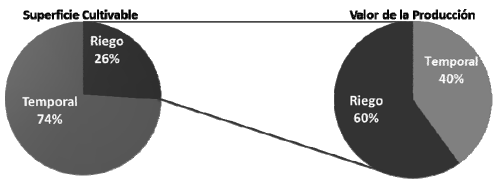 Superficie Cultivable
Riego
26%
Temporal
74%
Valor de la Producción
Temporal
40%
Riego
60%